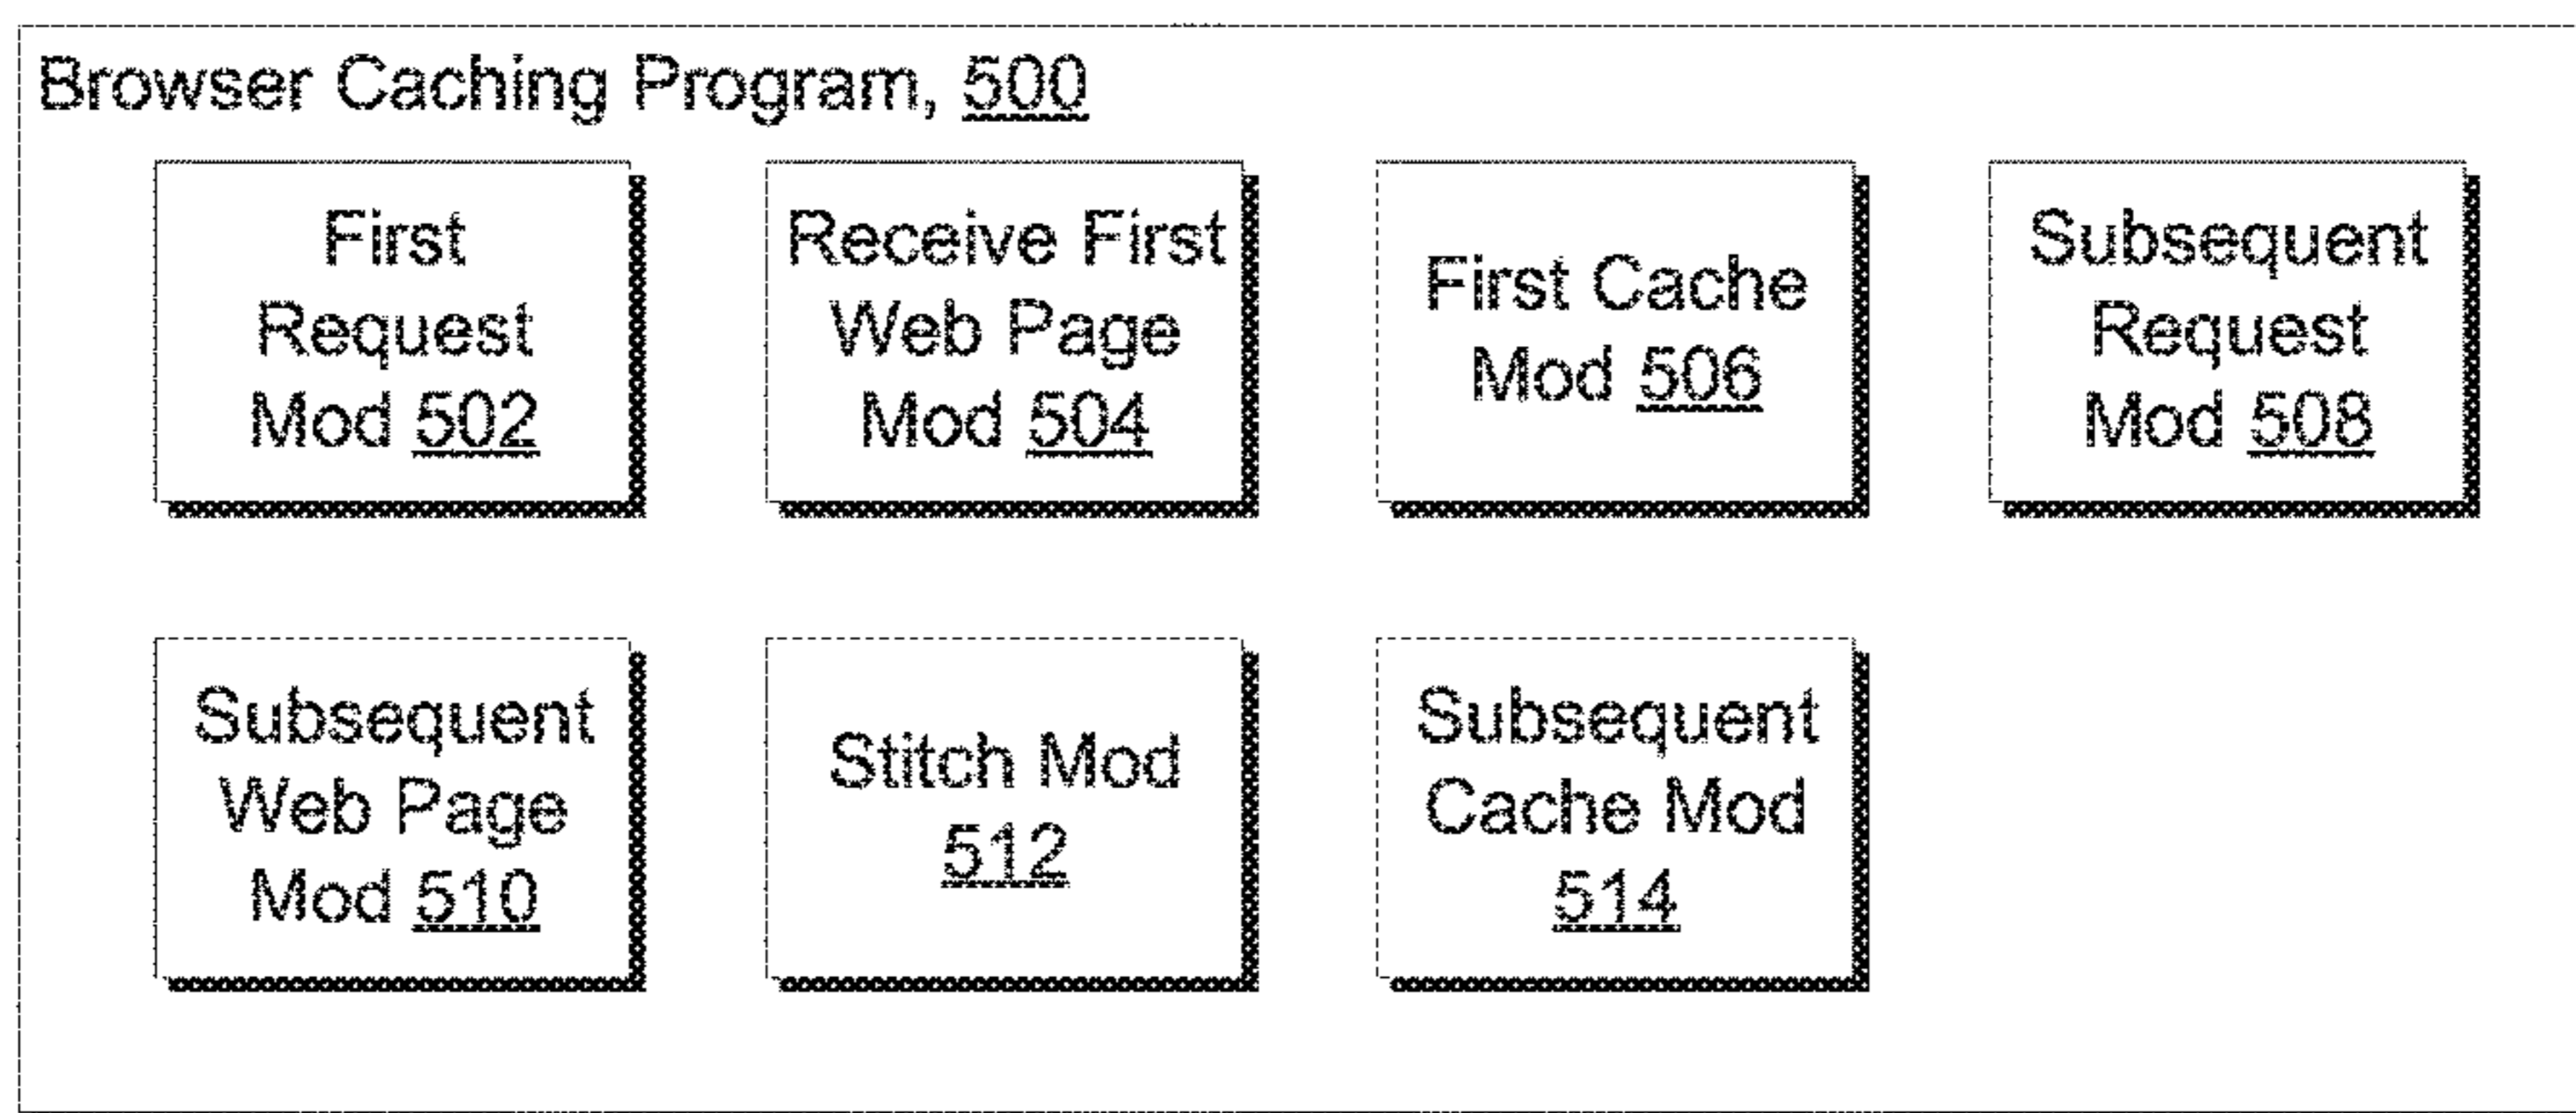 Browser Caching Program, 500
First
Request
Mod 502
Receive First
Web Page
Mod 504
First Cache
Mod 506
Subsequent
Request
Mod 508
Subsequent
Web Page
Mod 510
Stitch Mod
512
Subsequent
Cache Mod
514